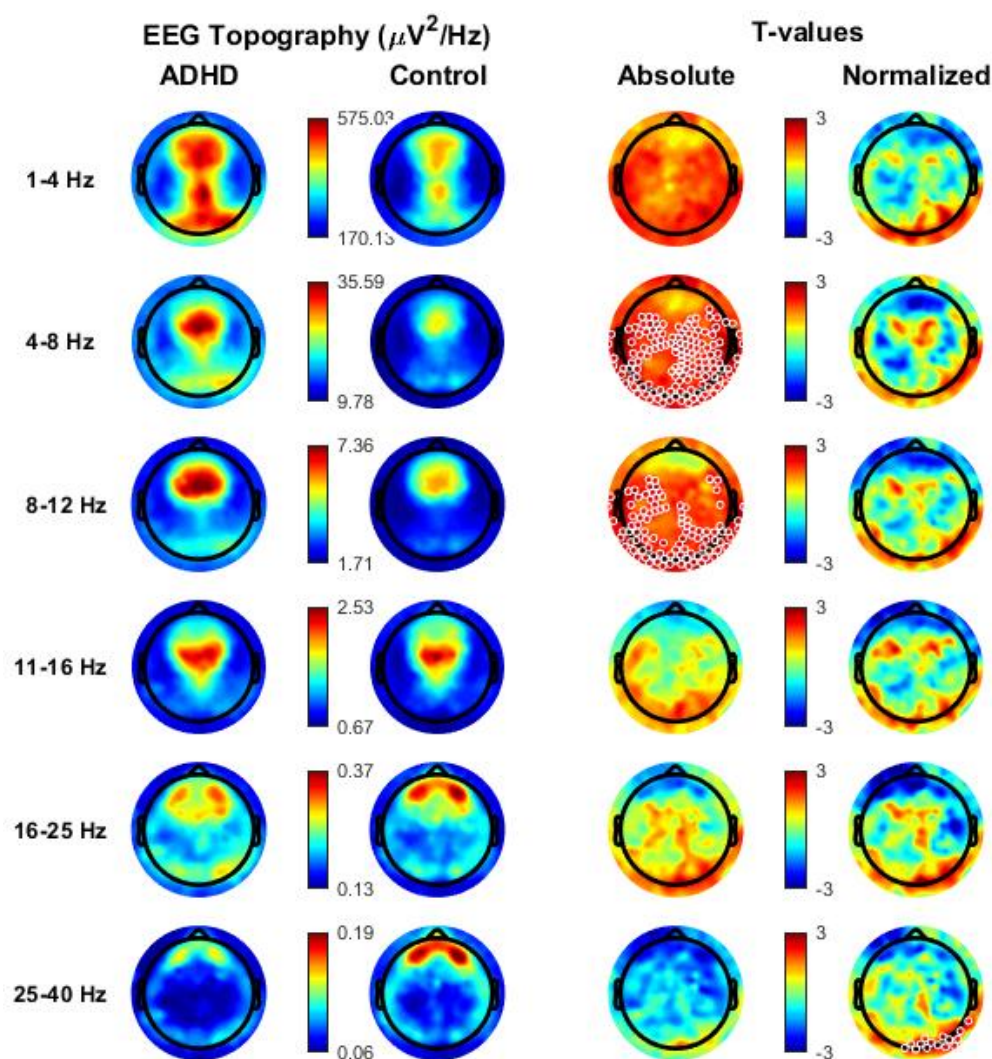 EEG Topography (μV²/Hz) T-values
ADHD Control Absolute Normalized
575.03 3
1-4 Hz
170.13 -3
35.59 3
4-8 Hz
9.78 -3
7.36 3
8-12 Hz
1.71 -3
2.53 3
11-16 Hz
0.67 -3
0.37 3
16-25 Hz
0.13 -3
0.19 3
25-40 Hz
0.06 -3